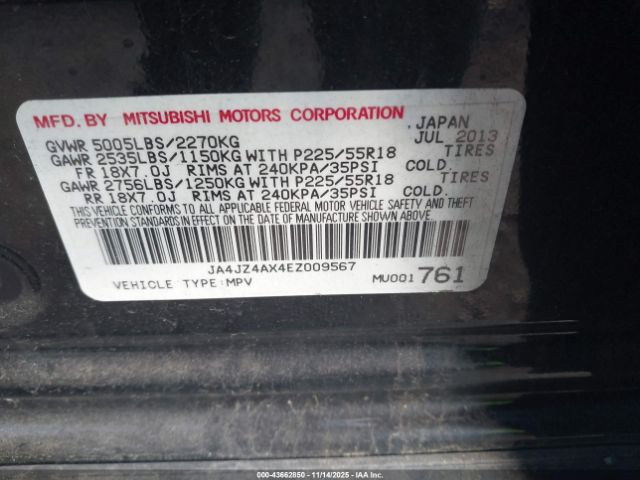 MFD. BY MITSUBISHI MOTORS CORPORATION JAPAN
GVWR 5005LBS/2270KG JUL 2013
GAWR 2535LBS/1150KG WITH P225/55R18 TIRES
FR 18X7.0J RIMS AT 240KPA/35PSI COLD.
GAWR 2756LBS/1250KG WITH P225/55R18 TIRES
RR 18X7.0J RIMS AT 240KPA/35PSI COLD.
THIS VEHICLE CONFORMS TO ALL APPLICABLE FEDERAL MOTOR VEHICLE SAFETY AND THEFT
PREVENTION STANDARDS IN EFFECT ON THE DATE OF MANUFACTURE SHOWN ABOVE.
JA4JZ4AX4EZ009567
VEHICLE TYPE:MPV MU001 761
000-43662850 - 11/14/2025 - IAA Inc.